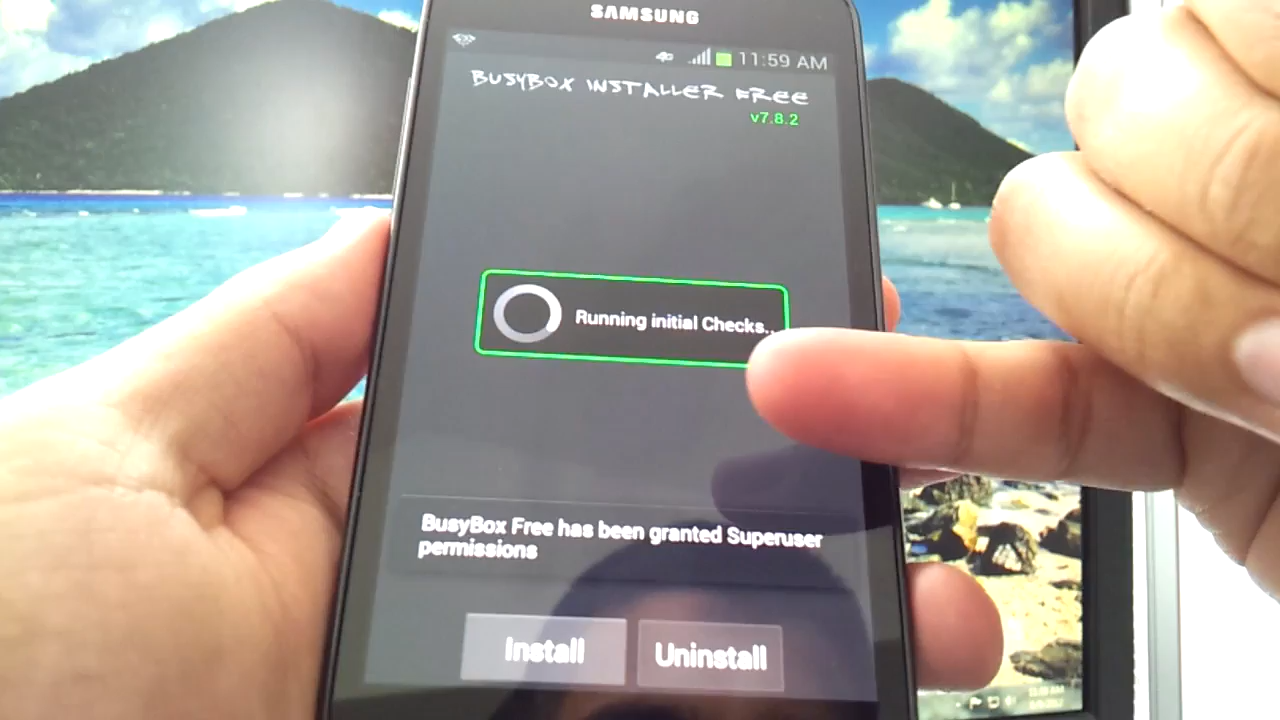 SAMSUNG
11:59 AM
BUSYBOX INSTALLER FREE
v7.8.2
Running initial Checks..
BusyBox Free has been granted Superuser
permissions
Install
Uninstall